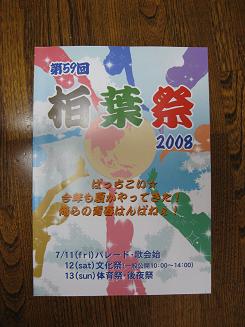 第59回
柏葉祭
2008
ばっちこい☆
今年も夏がやってきた!
俺らの青春はんぱねぇ!
7/11(fri)パレード・歌会始
12(sat)文化祭(一般公開10:00～14:00)
13(sun)体育祭・後夜祭